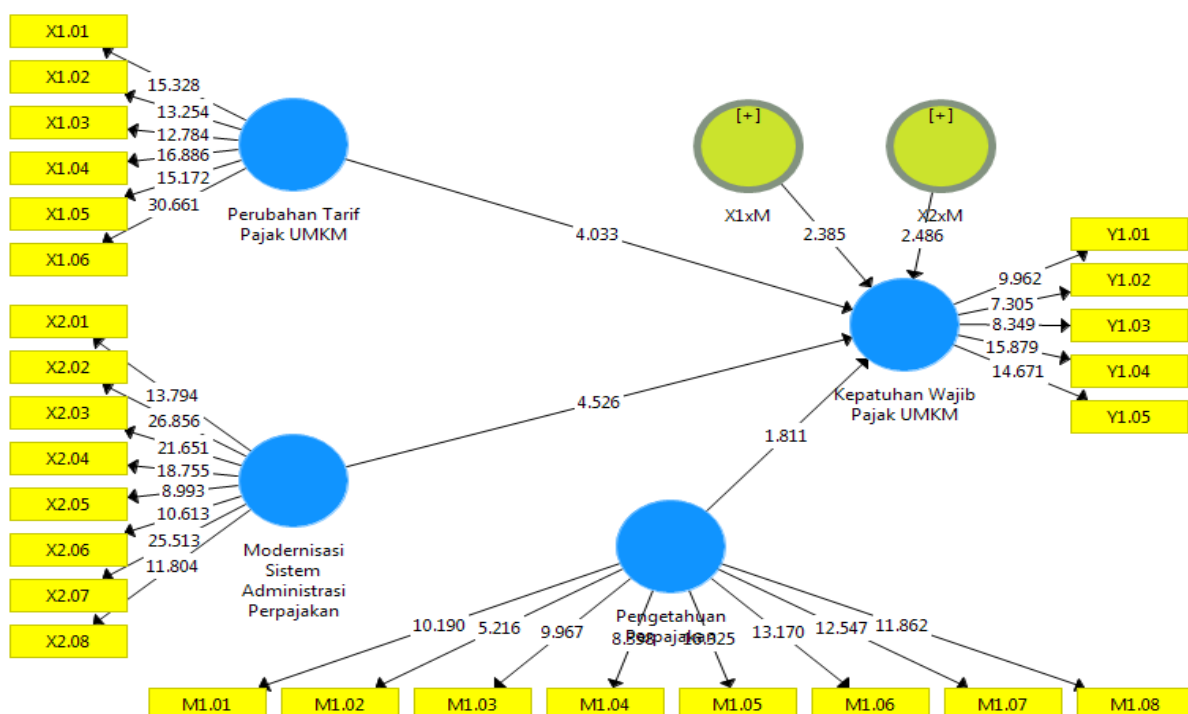 X1.01
X1.02
X1.03
X1.04
X1.05
X1.06
15.328
13.254
12.784
16.886
15.172
30.661
Perubahan Tarif
Pajak UMKM
[+]
X1xM
[+]
X2xM
4.033
2.385
2.486
X2.01
X2.02
X2.03
X2.04
X2.05
X2.06
X2.07
X2.08
13.794
26.856
21.651
18.755
8.993
10.613
25.513
11.804
Modernisasi
Sistem
Administrasi
Perpajakan
4.526
1.811
Kepatuhan Wajib
Pajak UMKM
9.962
7.305
8.349
15.879
14.671
Y1.01
Y1.02
Y1.03
Y1.04
Y1.05
Pengetahuan
Perpajakan
10.190
5.216
9.967
13.170
12.547
11.862
M1.01
M1.02
M1.03
M1.04
M1.05
M1.06
M1.07
M1.08